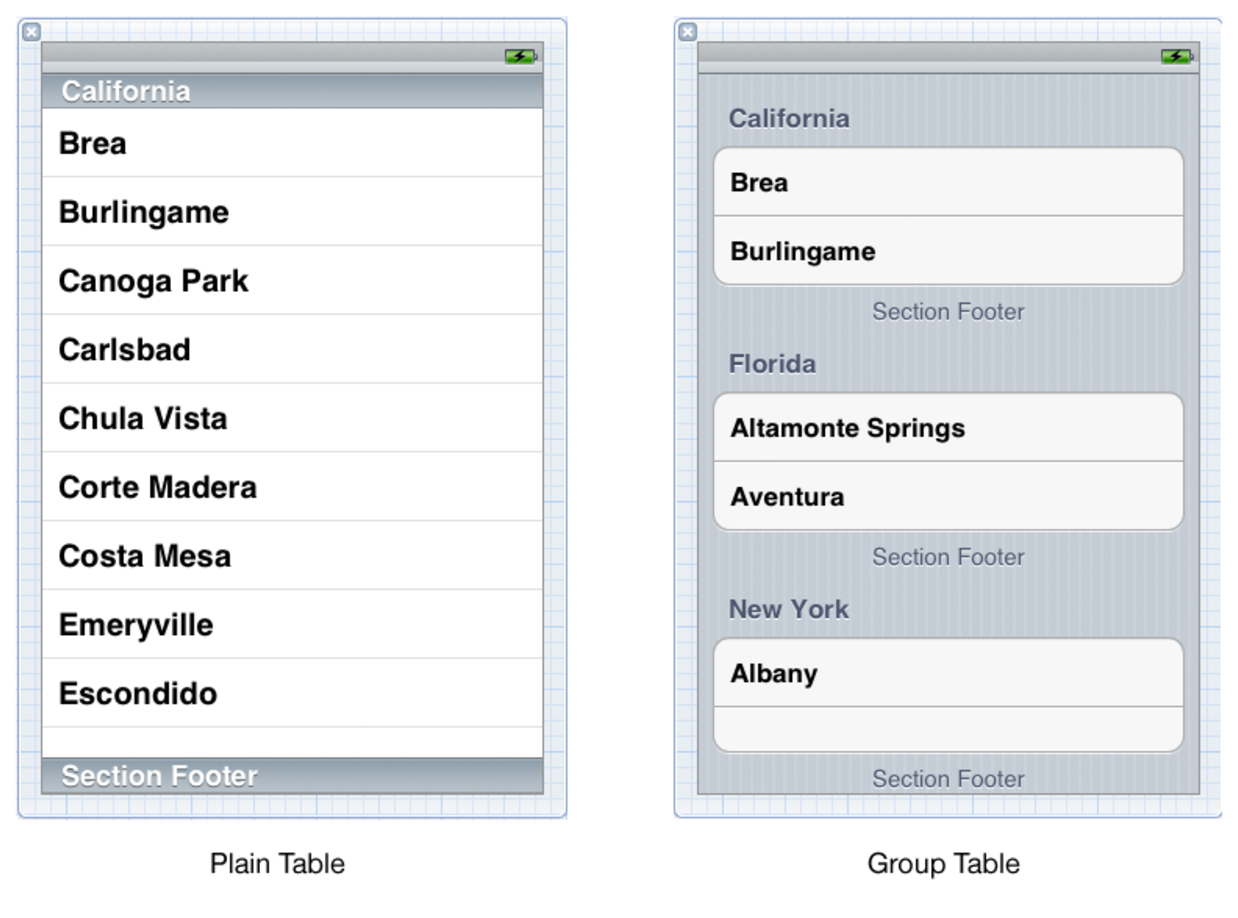 California
Brea
Burlingame
Canoga Park
Carlsbad
Chula Vista
Corte Madera
Costa Mesa
Emeryville
Escondido
Section Footer
Plain Table
California
Brea
Burlingame
Section Footer
Florida
Altamonte Springs
Aventura
Section Footer
New York
Albany
Section Footer
Group Table